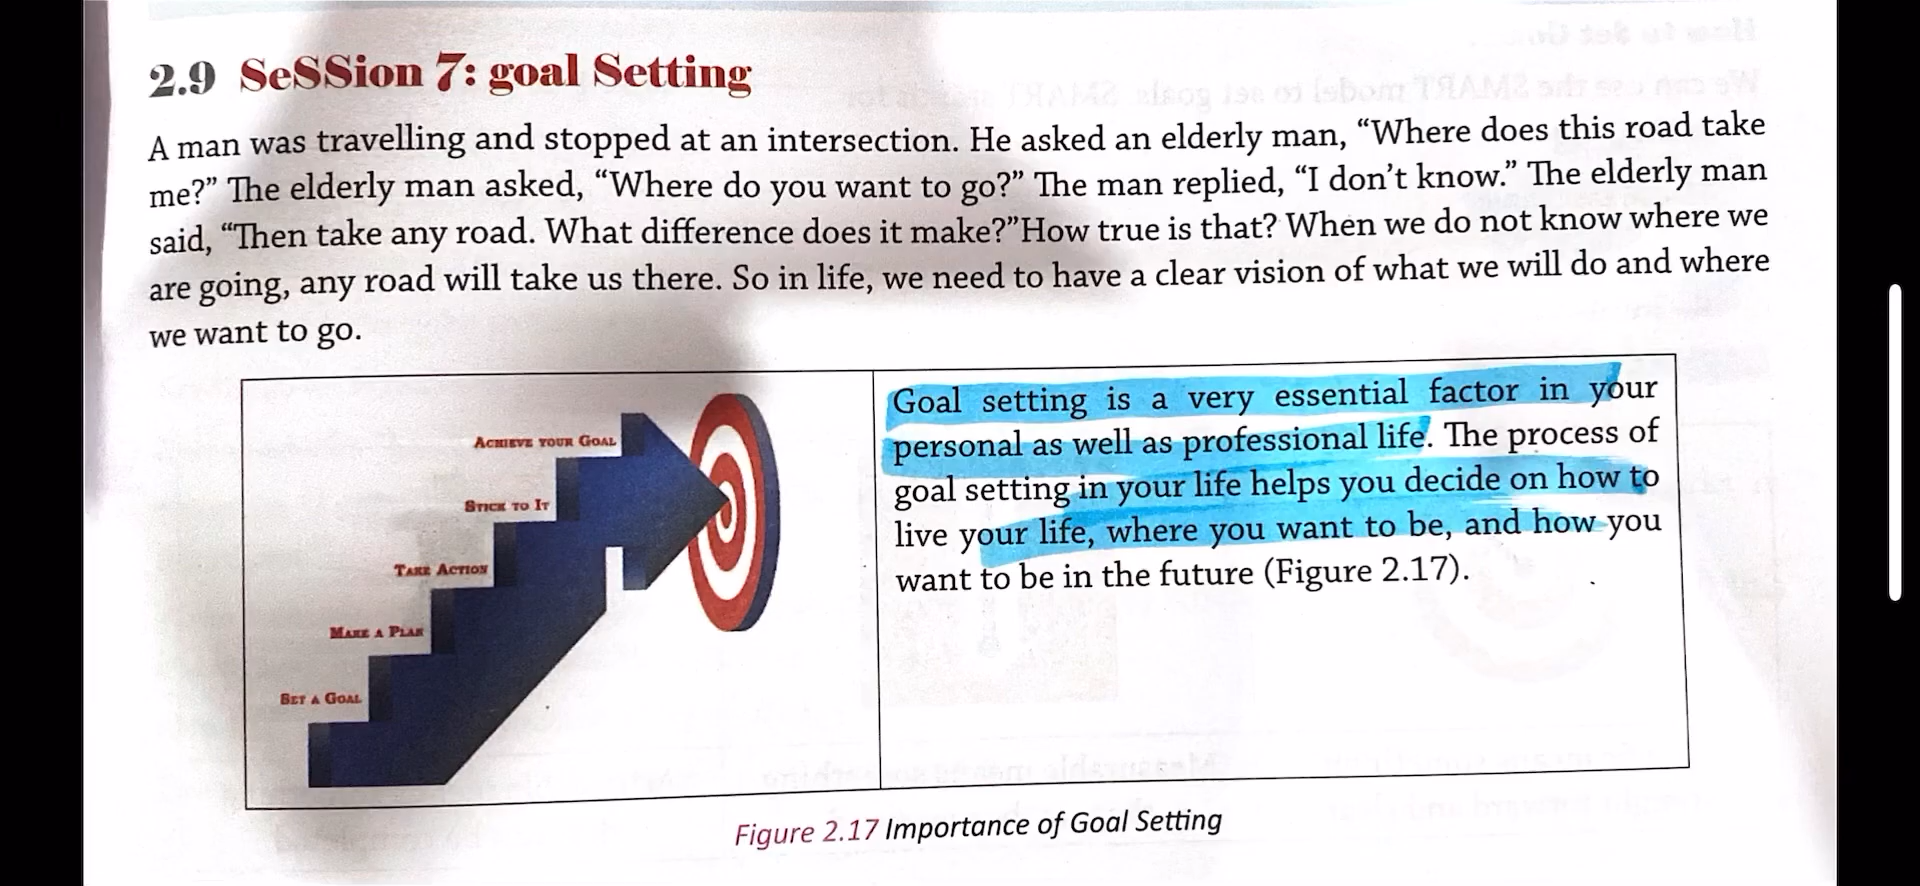 2.9 SeSSion 7: goal Setting
A man was travelling and stopped at an intersection. He asked an elderly man, “Where does this road take
me?” The elderly man asked, “Where do you want to go?” The man replied, “I don’t know.” The elderly man
said, “Then take any road. What difference does it make?”How true is that? When we do not know where we
are going, any road will take us there. So in life, we need to have a clear vision of what we will do and where
we want to go.
Achieve your Goal
Stick to It
Take Action
Make a Plan
Set a Goal
Goal setting is a very essential factor in your
personal as well as professional life. The process of
goal setting in your life helps you decide on how to
live your life, where you want to be, and how you
want to be in the future (Figure 2.17).
Figure 2.17 Importance of Goal Setting